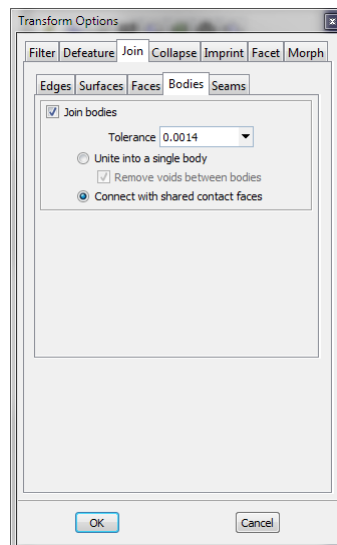 Transform Options
Filter Defeature Join Collapse Imprint Facet Morph
Edges Surfaces Faces Bodies Seams
Join bodies
Tolerance 0.0014
Unite into a single body
Remove voids between bodies
Connect with shared contact faces
OK Cancel